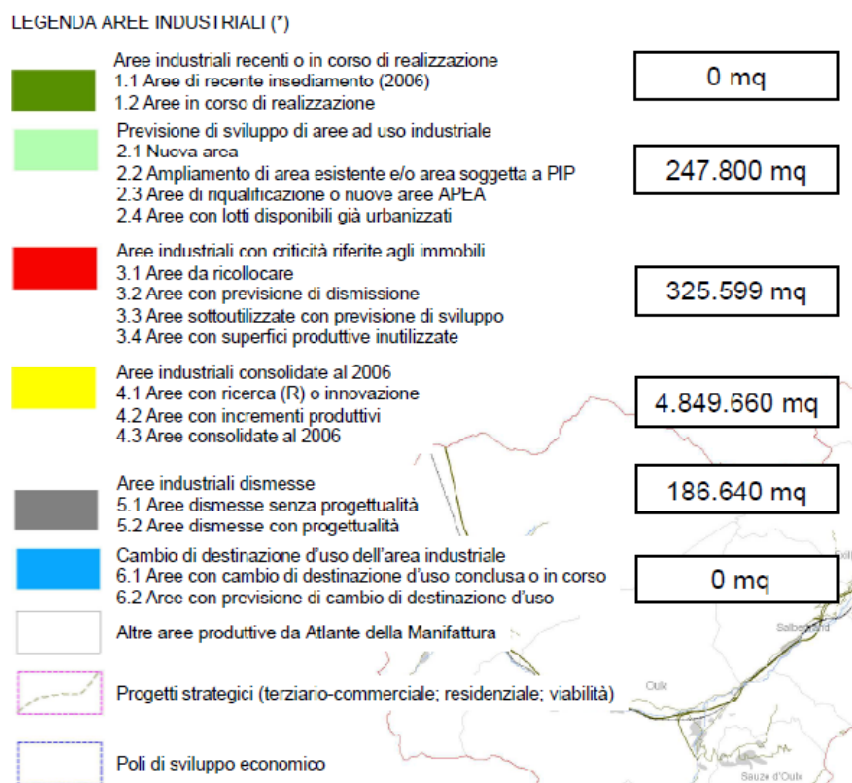 LEGENDA AREE INDUSTRIALI (*)
Aree industriali recenti o in corso di realizzazione
1.1 Aree di recente insediamento (2006)
1.2 Aree in corso di realizzazione
0 mq
Previsione di sviluppo di aree ad uso industriale
2.1 Nuova area
2.2 Ampliamento di area esistente e/o area soggetta a PIP
2.3 Aree di riqualificazione o nuove aree APEA
2.4 Aree con lotti disponibili già urbanizzati
247.800 mq
Aree industriali con criticità riferite agli immobili
3.1 Aree da ricollocare
3.2 Aree con previsione di dismissione
3.3 Aree sottoutilizzate con previsione di sviluppo
3.4 Aree con superfici produttive inutilizzate
325.599 mq
Aree industriali consolidate al 2006
4.1 Aree con ricerca (R) o innovazione
4.2 Aree con incrementi produttivi
4.3 Aree consolidate al 2006
4.849.660 mq
Aree industriali dismesse
5.1 Aree dismesse senza progettualità
5.2 Aree dismesse con progettualità
186.640 mq
Cambio di destinazione d'uso dell'area industriale
6.1 Aree con cambio di destinazione d'uso conclusa o in corso
6.2 Aree con previsione di cambio di destinazione d'uso
0 mq
Altre aree produttive da Atlante della Manifattura
Salbertrand
Progetti strategici (terziario-commerciale; residenziale; viabilità)
Oulx
Poli di sviluppo economico
Sauze d'Oulx